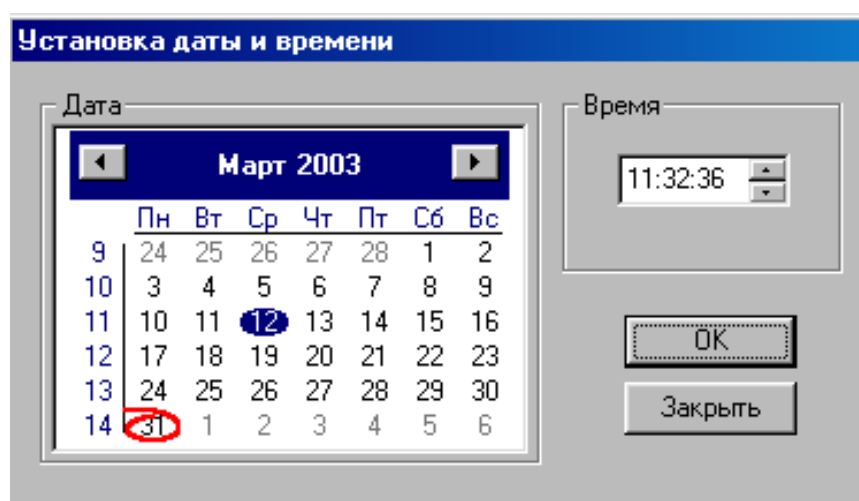 Установка даты и времени
Дата
Время
Март 2003
11:32:36
Пн Вт Ср Чт Пт Сб Вс
9 24 25 26 27 28 1 2
10 3 4 5 6 7 8 9
11 10 11 12 13 14 15 16
12 17 18 19 20 21 22 23
13 24 25 26 27 28 29 30
14 31 1 2 3 4 5 6
OK
Закрыть